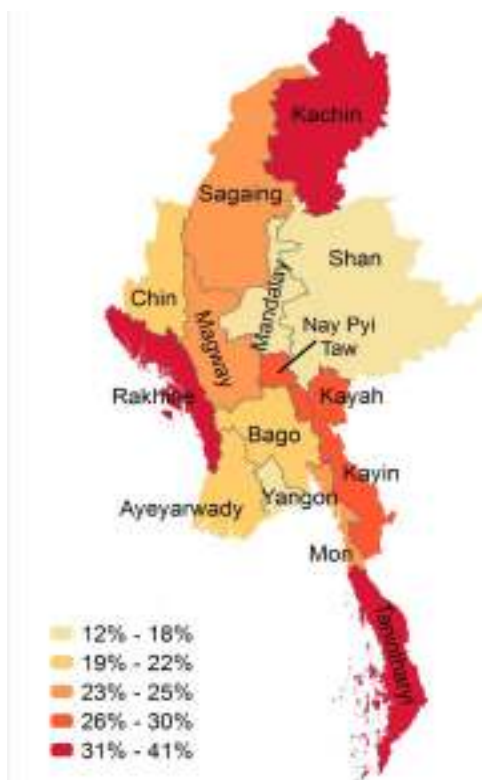 Kachin
Sagaing
Shan
Mandalay
Chin
Nay Pyi
Taw
Magway
Rakhine
Kayah
Bago
Kayin
Ayeyarwady
Yangon
Mon
Tanintharyi
12% - 18%
19% - 22%
23% - 25%
26% - 30%
31% - 41%